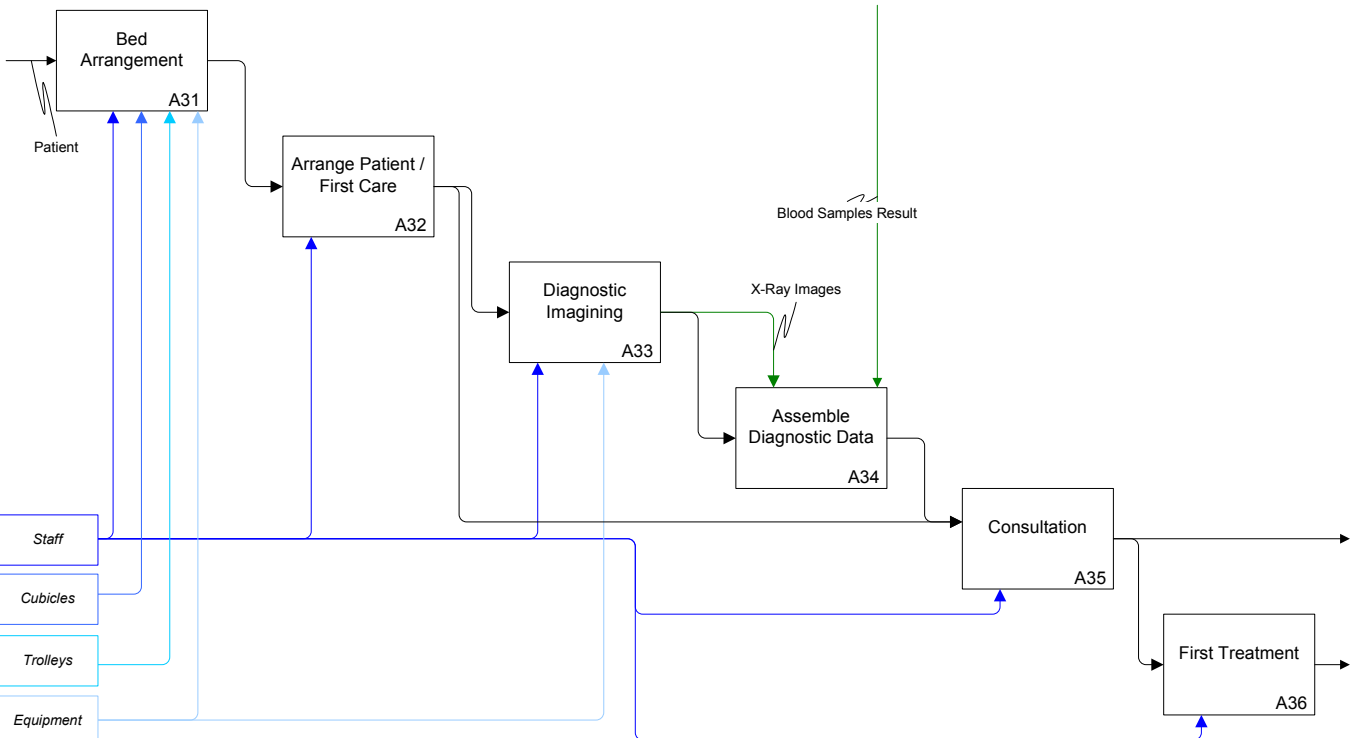 Bed
Arrangement
A31
Patient
Arrange Patient /
First Care
A32
Blood Samples Result
Diagnostic
Imagining
A33
X-Ray Images
Assemble
Diagnostic Data
A34
Consultation
A35
First Treatment
A36
Staff
Cubicles
Trolleys
Equipment